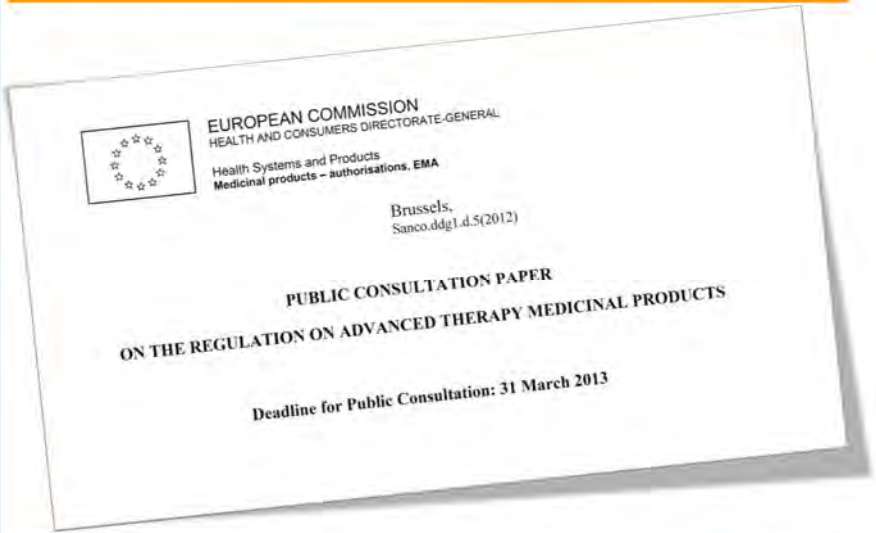 EUROPEAN COMMISSION
HEALTH AND CONSUMERS DIRECTORATE-GENERAL
Health Systems and Products
Medicinal products – authorisations, EMA
Brussels,
Sanco.ddg1.d.5(2012)
PUBLIC CONSULTATION PAPER
ON THE REGULATION ON ADVANCED THERAPY MEDICINAL PRODUCTS
Deadline for Public Consultation: 31 March 2013